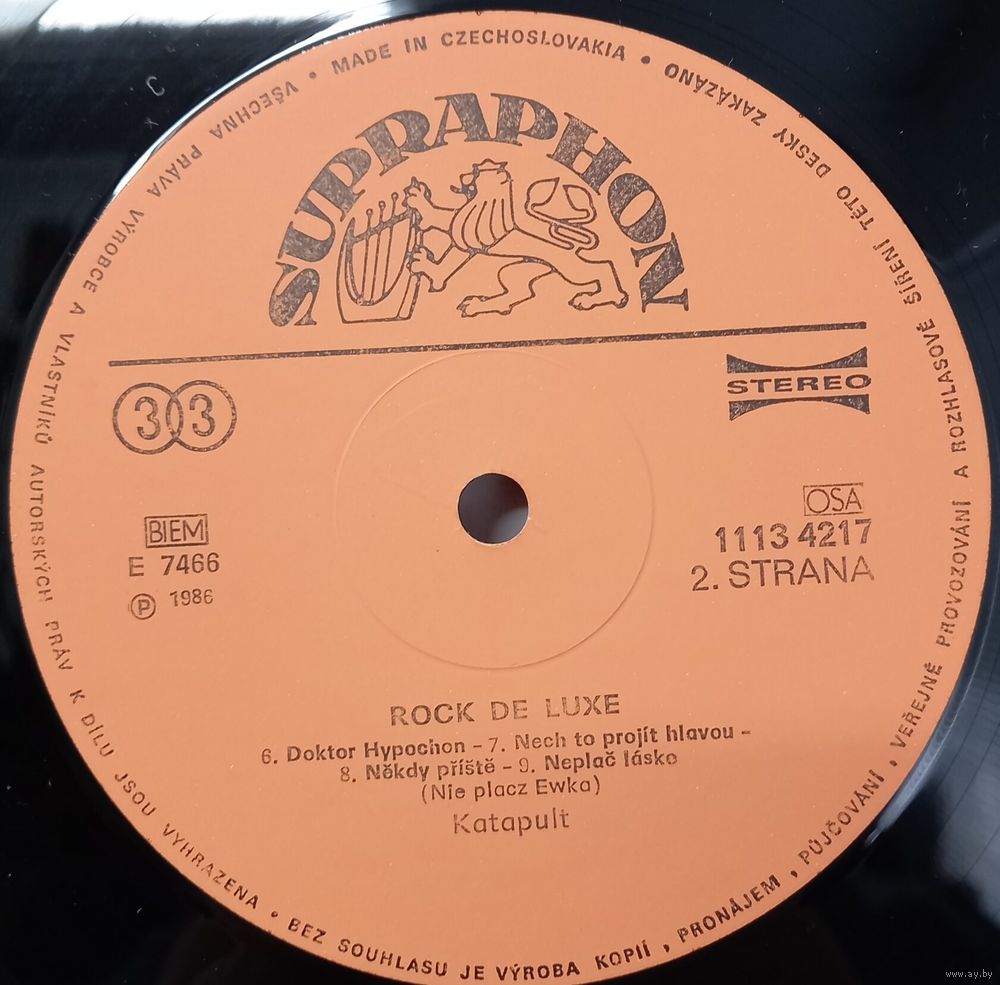 VŠECHNA PRÁVA VÝROBCE A VLASTNÍKŮ AUTORSKÝCH PRÁV K DÍLU JSOU VYHRAZENA • BEZ SOUHLASU JE VÝROBA KOPIÍ, PRONÁJEM, PŮJČOVÁNÍ, VEŘEJNÉ PROVOZOVÁNÍ A ROZHLASOVÉ ŠÍŘENÍ TÉTO DESKY ZAKÁZÁNO • MADE IN CZECHOSLOVAKIA •
SUPRAPHON
33
STEREO
BIEM
E 7466
℗ 1986
OSA
1113 4217
2. STRANA
ROCK DE LUXE
6. Doktor Hypochon – 7. Nech to projít hlavou –
8. Někdy příště – 9. Neplač lásko
(Nie placz Ewka)
Katapult
www.ay.by